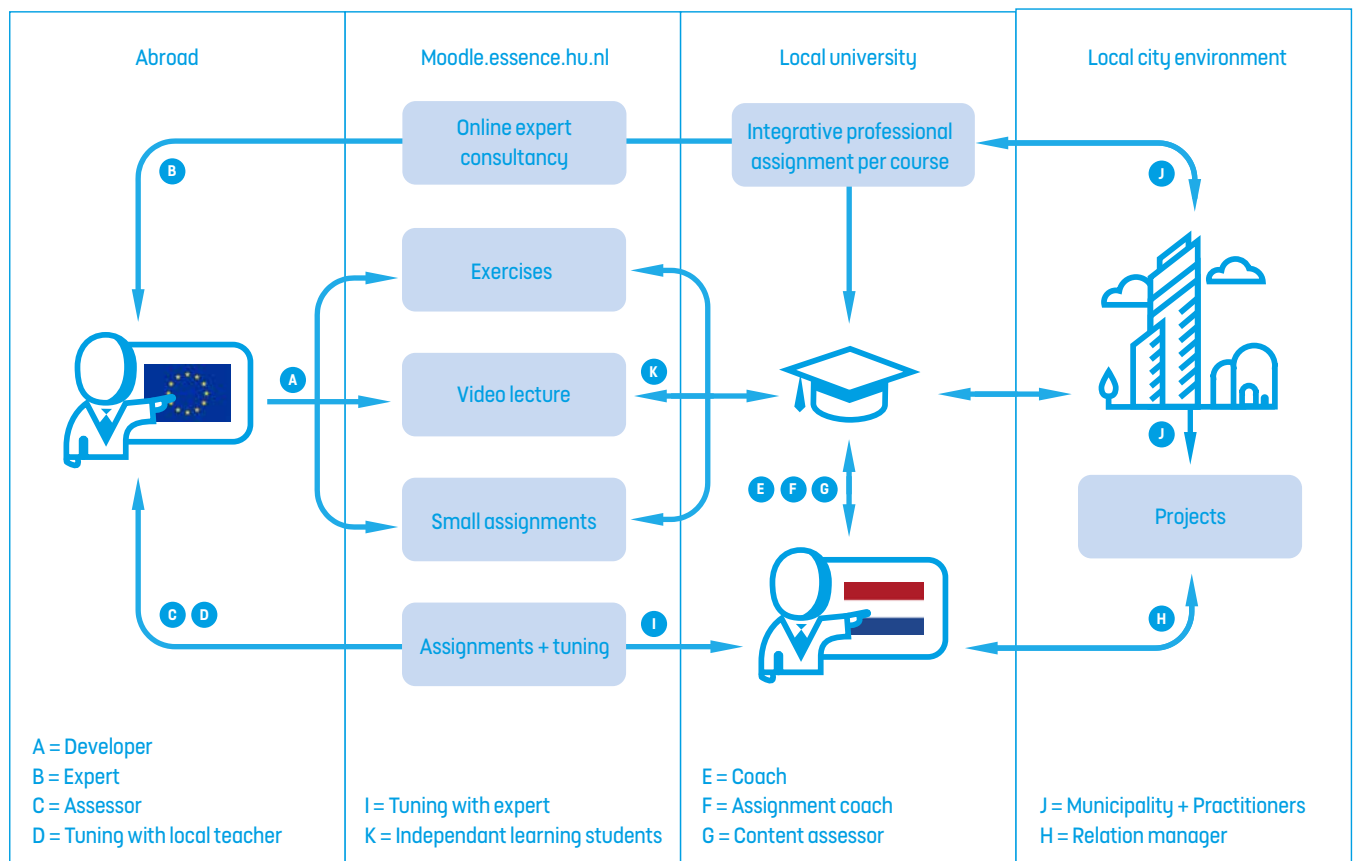 Abroad
Moodle.essence.hu.nl
Local university
Local city environment
Online expert
consultancy
Integrative professional
assignment per course
B
J
Exercises
A
Video lecture
K
J
E F G
Small assignments
Projects
C D
Assignments + tuning
I
H
A = Developer
B = Expert
C = Assessor
D = Tuning with local teacher
I = Tuning with expert
K = Independant learning students
E = Coach
F = Assignment coach
G = Content assessor
J = Municipality + Practitioners
H = Relation manager